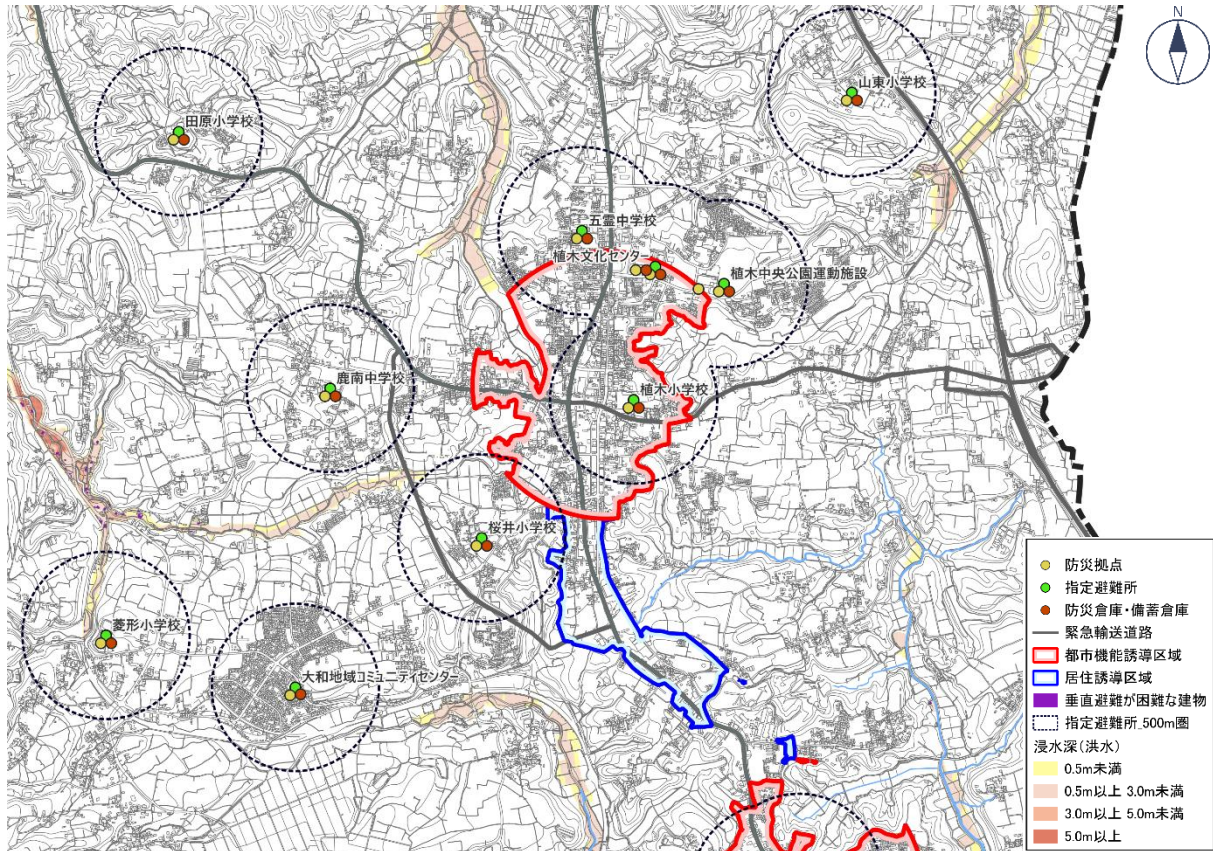 N
山東小学校
田原小学校
五霊中学校
植木文化センター
植木中央公園運動施設
鹿南中学校
植木小学校
桜井小学校
菱形小学校
大和地域コミュニティセンター
防災拠点
指定避難所
防災倉庫・備蓄倉庫
緊急輸送道路
都市機能誘導区域
居住誘導区域
垂直避難が困難な建物
指定避難所_500m圏
浸水深(洪水)
0.5m未満
0.5m以上 3.0m未満
3.0m以上 5.0m未満
5.0m以上